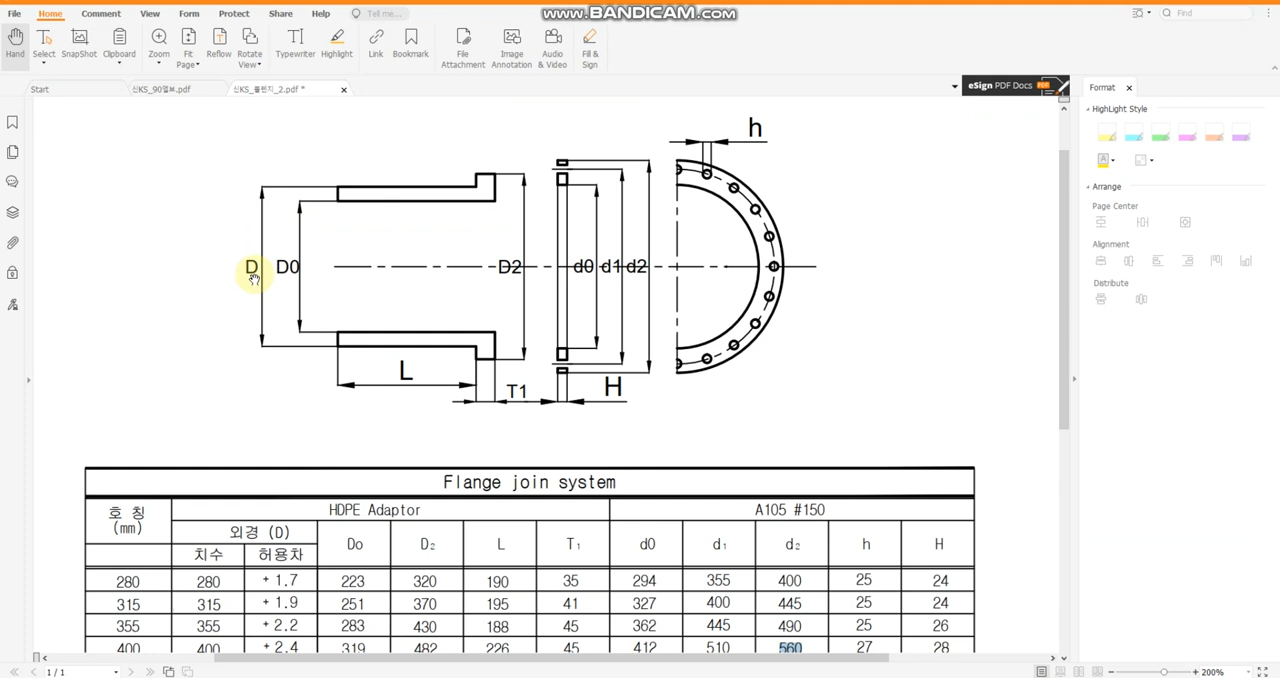 www.BANDICAM.com
File Home Comment View Form Protect Share Help Tell me... Find
Hand Select SnapShot Clipboard Zoom Fit Page Reflow Rotate View Typewriter Highlight Link Bookmark File Attachment Image Annotation Audio & Video Fill & Sign
Start 신KS_90엘보.pdf 신KS_플랜지_2.pdf * eSign PDF Docs Format
HighLight Style
Arrange
Page Center
Alignment
Distribute
h
D D0 D2 d0 d1 d2
L
T1 H
Flange join system
호 칭 (mm) HDPE Adaptor A105 #150
외경 (D) Do D2 L T1 d0 d1 d2 h H
치수 허용차
280 280 +1.7 223 320 190 35 294 355 400 25 24
315 315 +1.9 251 370 195 41 327 400 445 25 24
355 355 +2.2 283 430 188 45 362 445 490 25 26
400 400 +2.4 319 482 226 45 412 510 560 27 28
1 / 1 200%